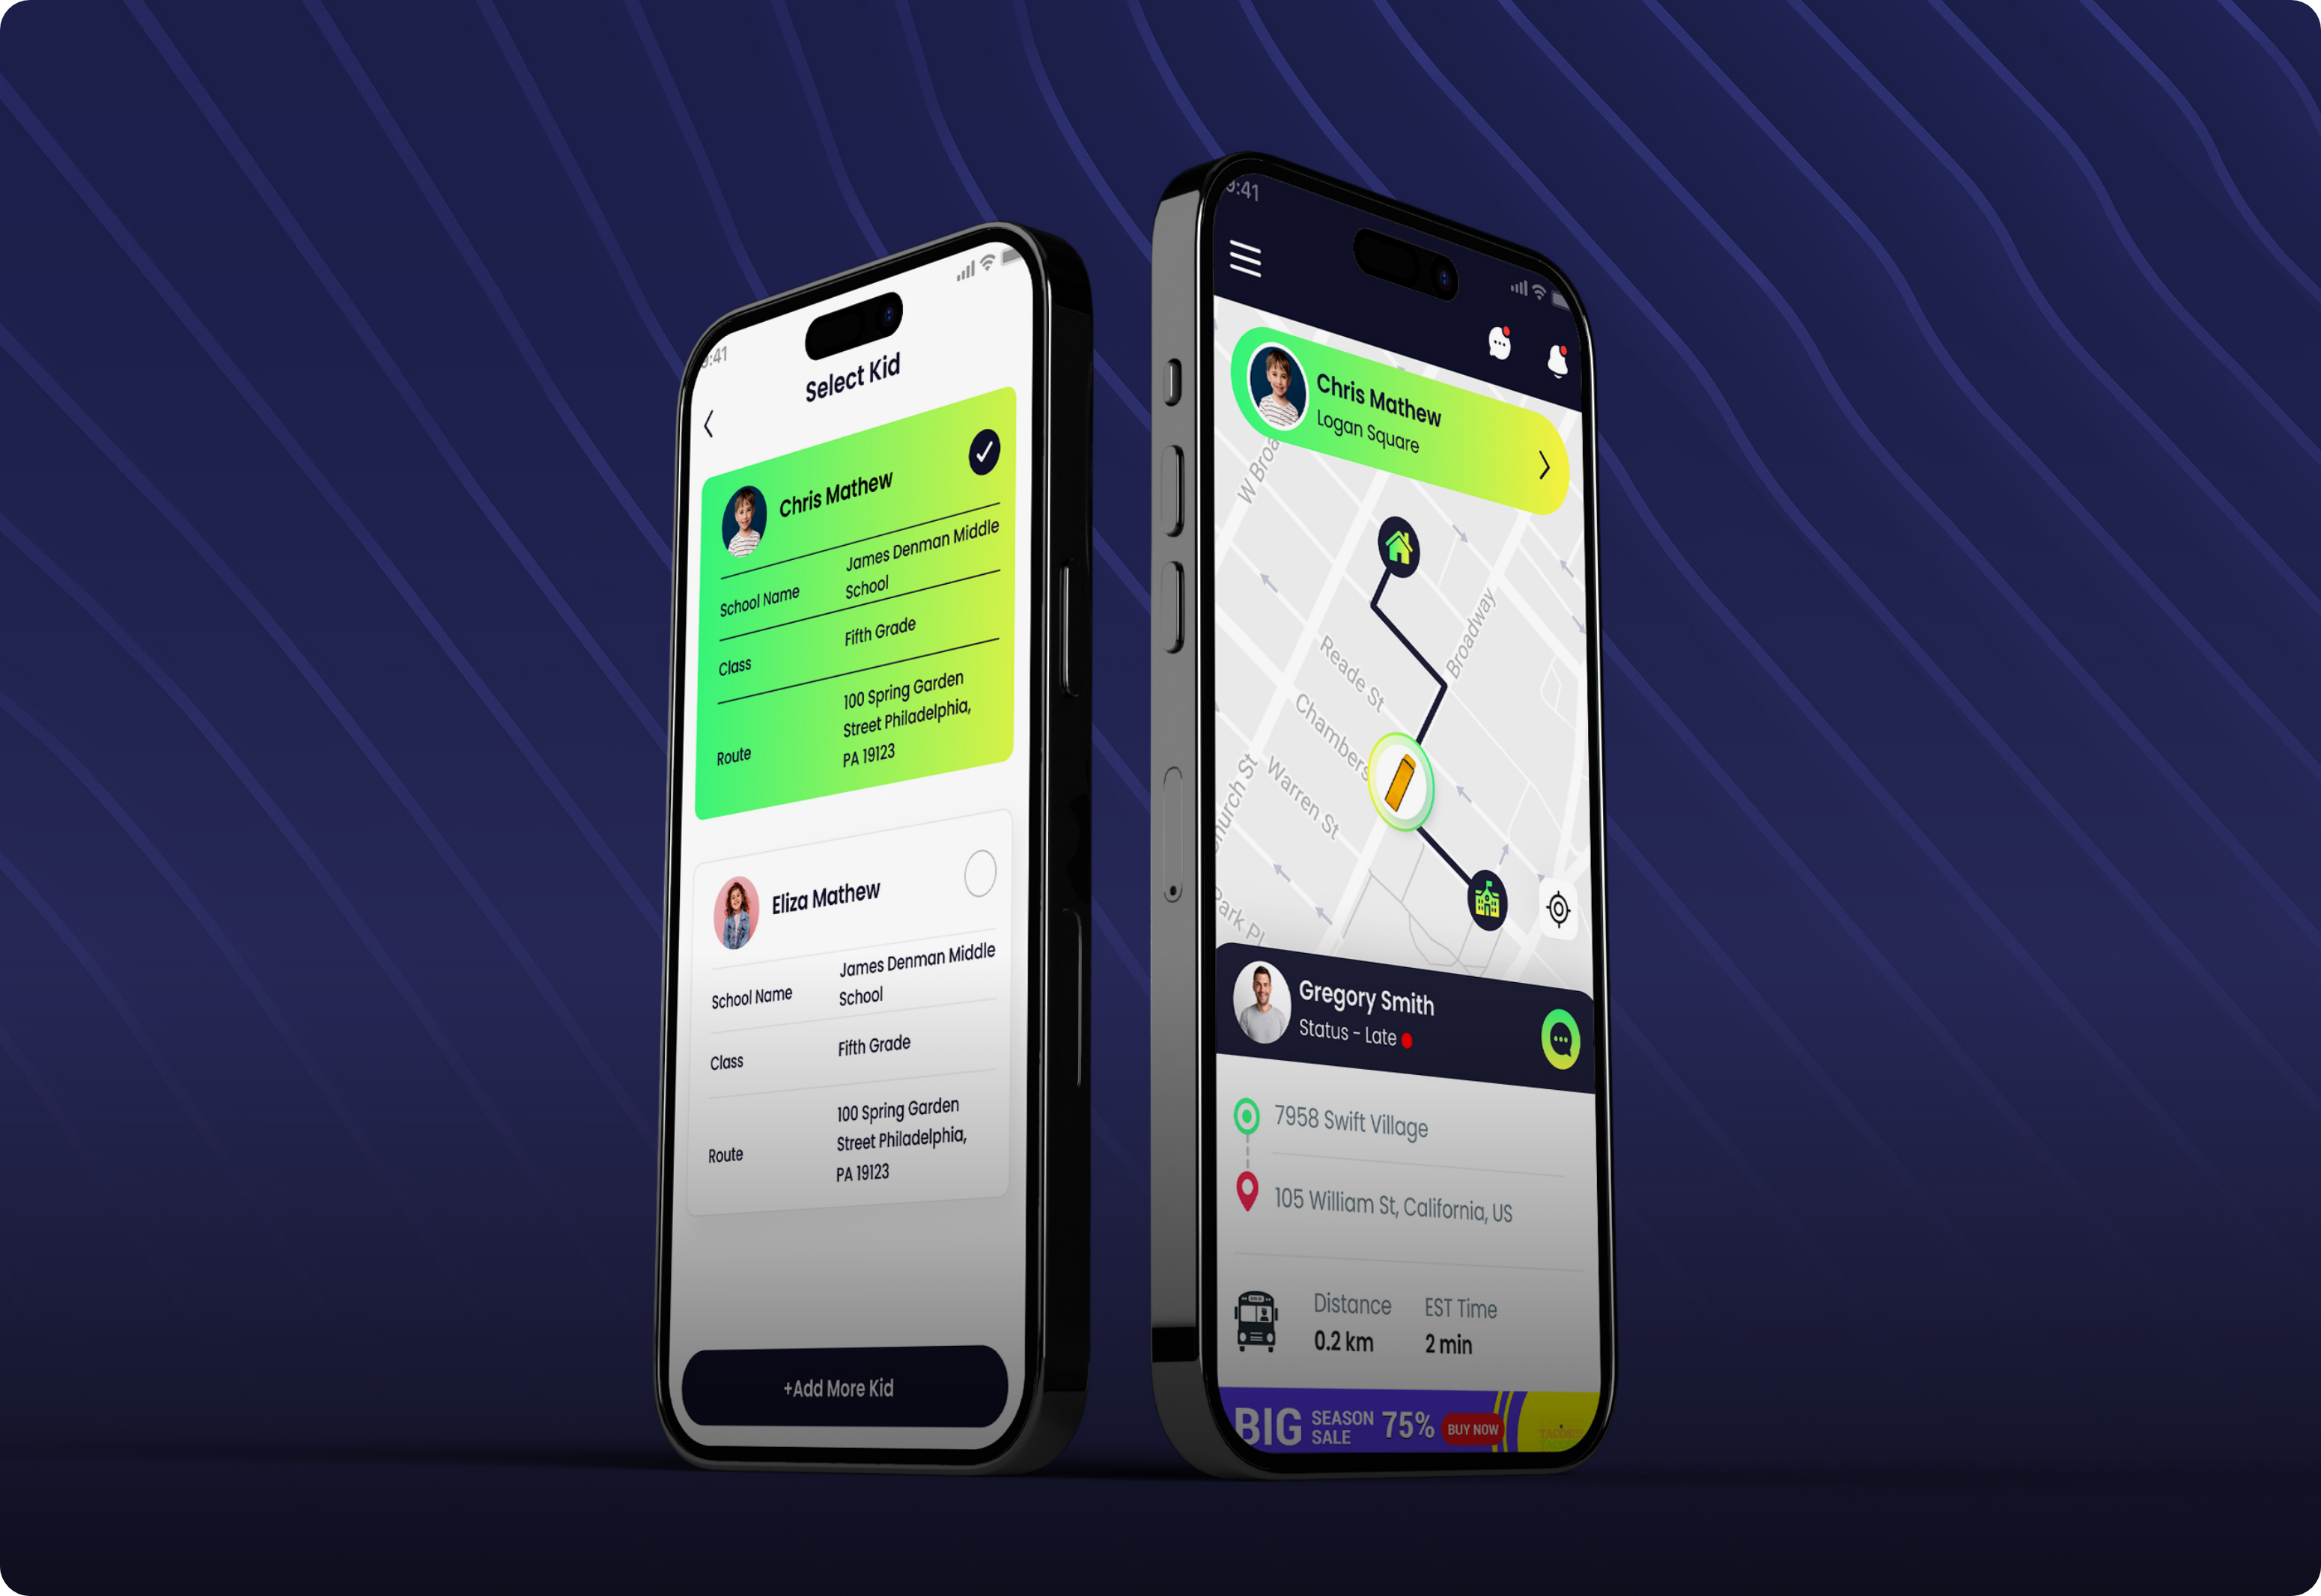 9:41
Select Kid
Chris Mathew
School Name
James Denman Middle
School
Class
Fifth Grade
Route
100 Spring Garden
Street Philadelphia,
PA 19123
Eliza Mathew
School Name
James Denman Middle
School
Class
Fifth Grade
Route
100 Spring Garden
Street Philadelphia,
PA 19123
+Add More Kid
9:41
Chris Mathew
Logan Square
W Broa
Broadway
Reade St
Chambers
Warren St
hurch St
Park Pl
Gregory Smith
Status - Late
7958 Swift Village
105 William St, California, US
Distance
EST Time
0.2 km
2 min
BIG
SEASON
SALE
75%
BUY NOW
TACOS